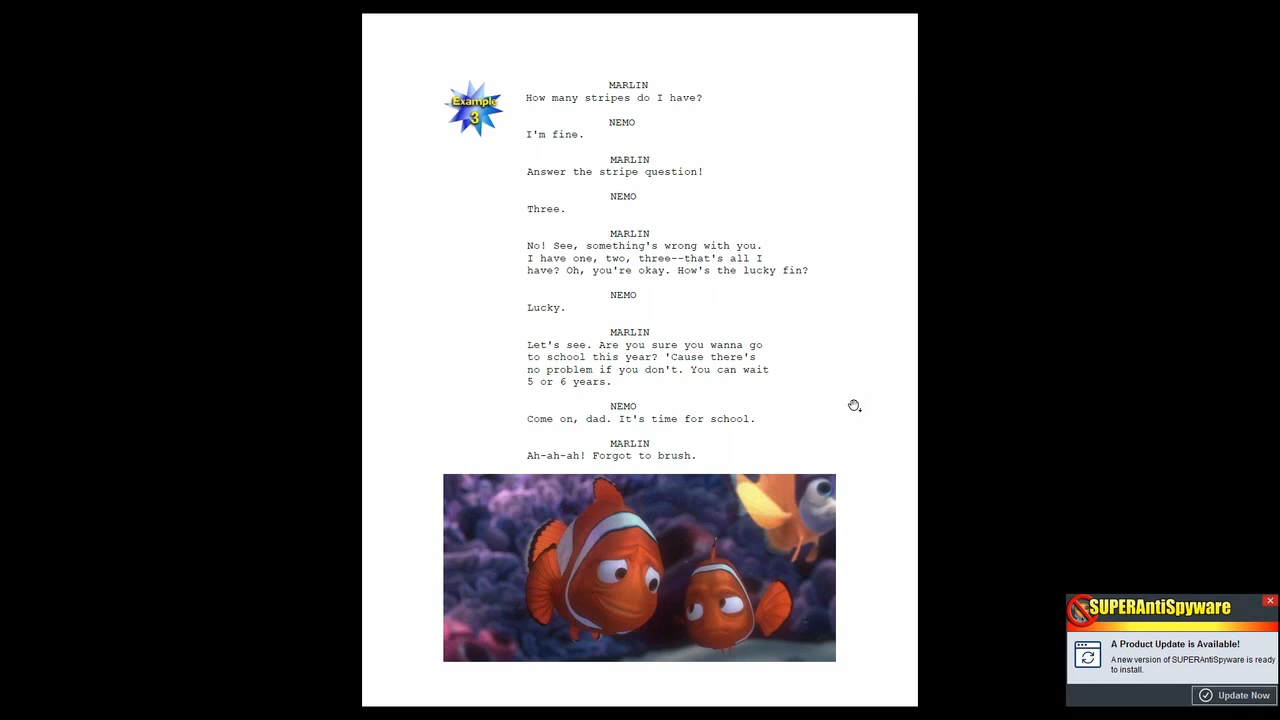 Example
3
MARLIN
How many stripes do I have?
NEMO
I'm fine.
MARLIN
Answer the stripe question!
NEMO
Three.
MARLIN
No! See, something's wrong with you.
I have one, two, three--that's all I
have? Oh, you're okay. How's the lucky fin?
NEMO
Lucky.
MARLIN
Let's see. Are you sure you wanna go
to school this year? 'Cause there's
no problem if you don't. You can wait
5 or 6 years.
NEMO
Come on, dad. It's time for school.
MARLIN
Ah-ah-ah! Forgot to brush.
SUPERAntiSpyware
A Product Update is Available!
A new version of SUPERAntiSpyware is ready
to install.
Update Now